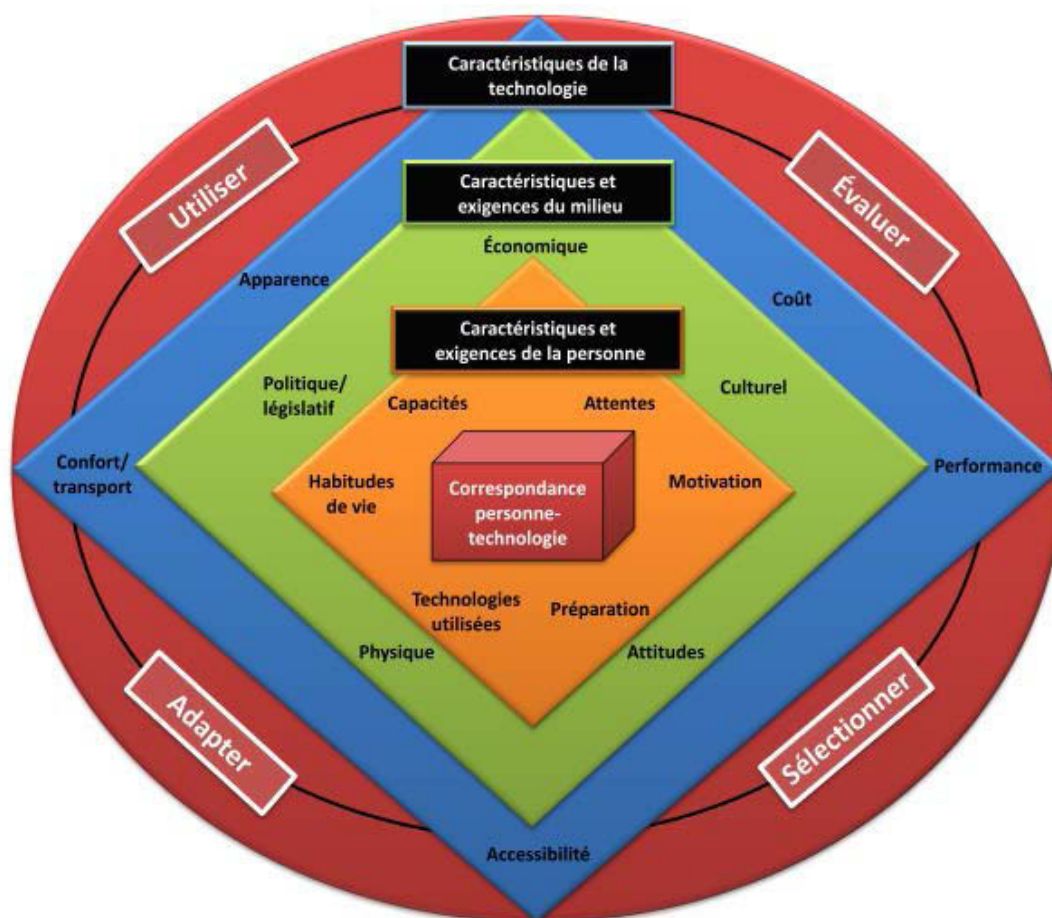 Caractéristiques de la
technologie
Utiliser
Évaluer
Caractéristiques et
exigences du milieu
Économique
Apparence
Coût
Caractéristiques et
exigences de la personne
Politique/
législatif
Culturel
Capacités
Attentes
Confort/
transport
Performance
Habitudes
de vie
Motivation
Correspondance
personne-
technologie
Technologies
utilisées
Préparation
Physique
Attitudes
Adapter
Sélectionner
Accessibilité